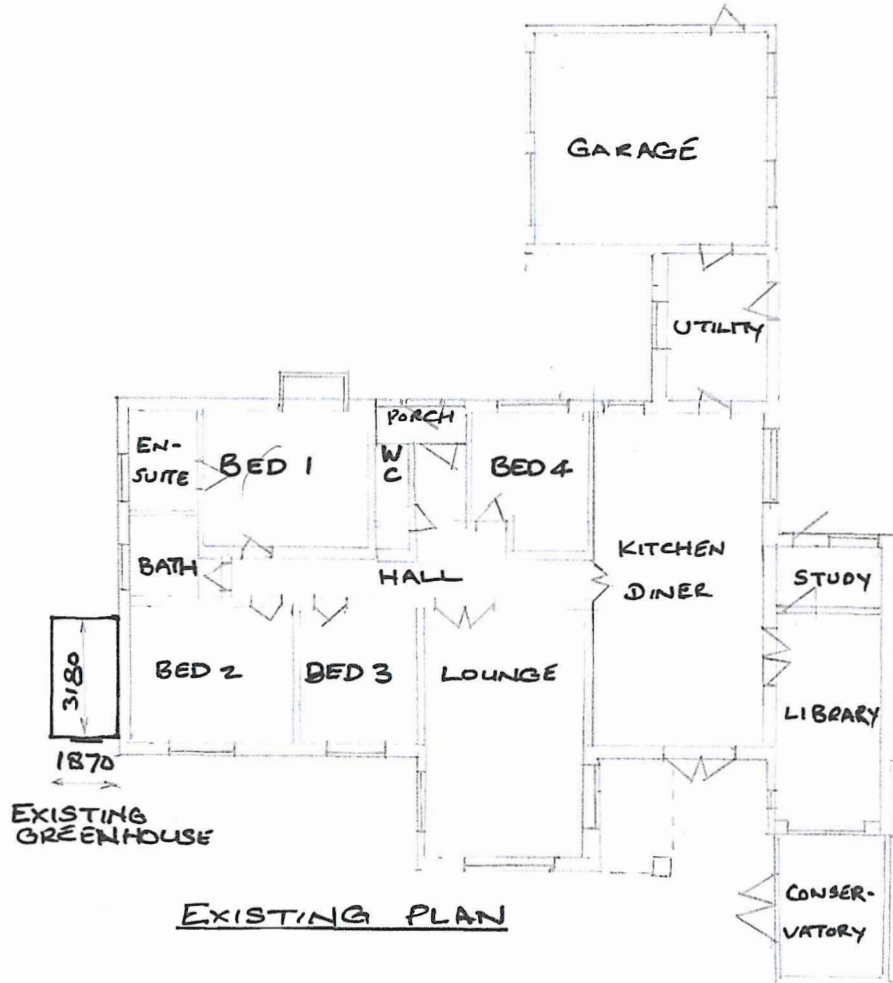 GARAGE
UTILITY
PORCH
EN-
SUITE
BED 1
W
C
BED 4
BATH
HALL
KITCHEN
DINER
STUDY
3180
BED 2
BED 3
LOUNGE
LIBRARY
1870
EXISTING
GREENHOUSE
EXISTING PLAN
CONSER-
VATORY